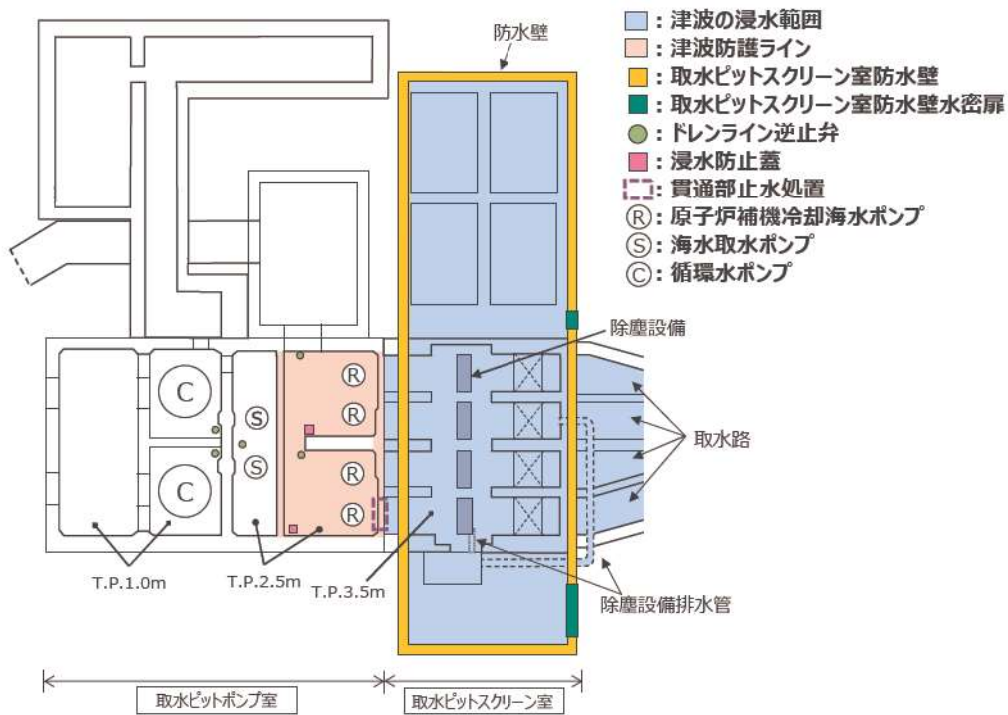 防水壁
：津波の浸水範囲
：津波防護ライン
：取水ピットスクリーン室防水壁
：取水ピットスクリーン室防水壁水密扉
：ドレンライン逆止弁
：浸水防止蓋
：貫通部止水処置
Ⓡ：原子炉補機冷却海水ポンプ
Ⓢ：海水取水ポンプ
Ⓒ：循環水ポンプ
除塵設備
R
C
S
R
取水路
S
R
C
R
T.P.1.0m
T.P.2.5m
T.P.3.5m
除塵設備排水管
取水ピットポンプ室
取水ピットスクリーン室